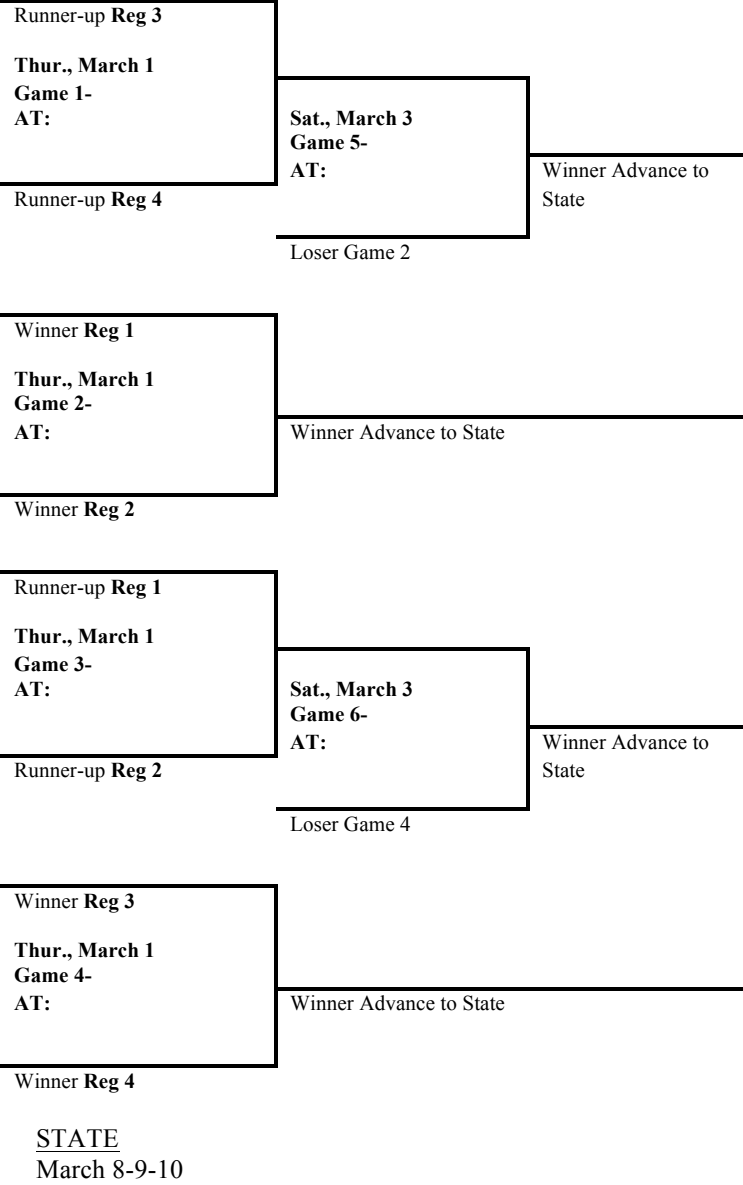 Runner-up Reg 3
Thur., March 1
Game 1-
AT:
Runner-up Reg 4
Sat., March 3
Game 5-
AT:
Loser Game 2
Winner Advance to
State
Winner Reg 1
Thur., March 1
Game 2-
AT:
Winner Reg 2
Winner Advance to State
Runner-up Reg 1
Thur., March 1
Game 3-
AT:
Runner-up Reg 2
Sat., March 3
Game 6-
AT:
Loser Game 4
Winner Advance to
State
Winner Reg 3
Thur., March 1
Game 4-
AT:
Winner Reg 4
Winner Advance to State
STATE
March 8-9-10